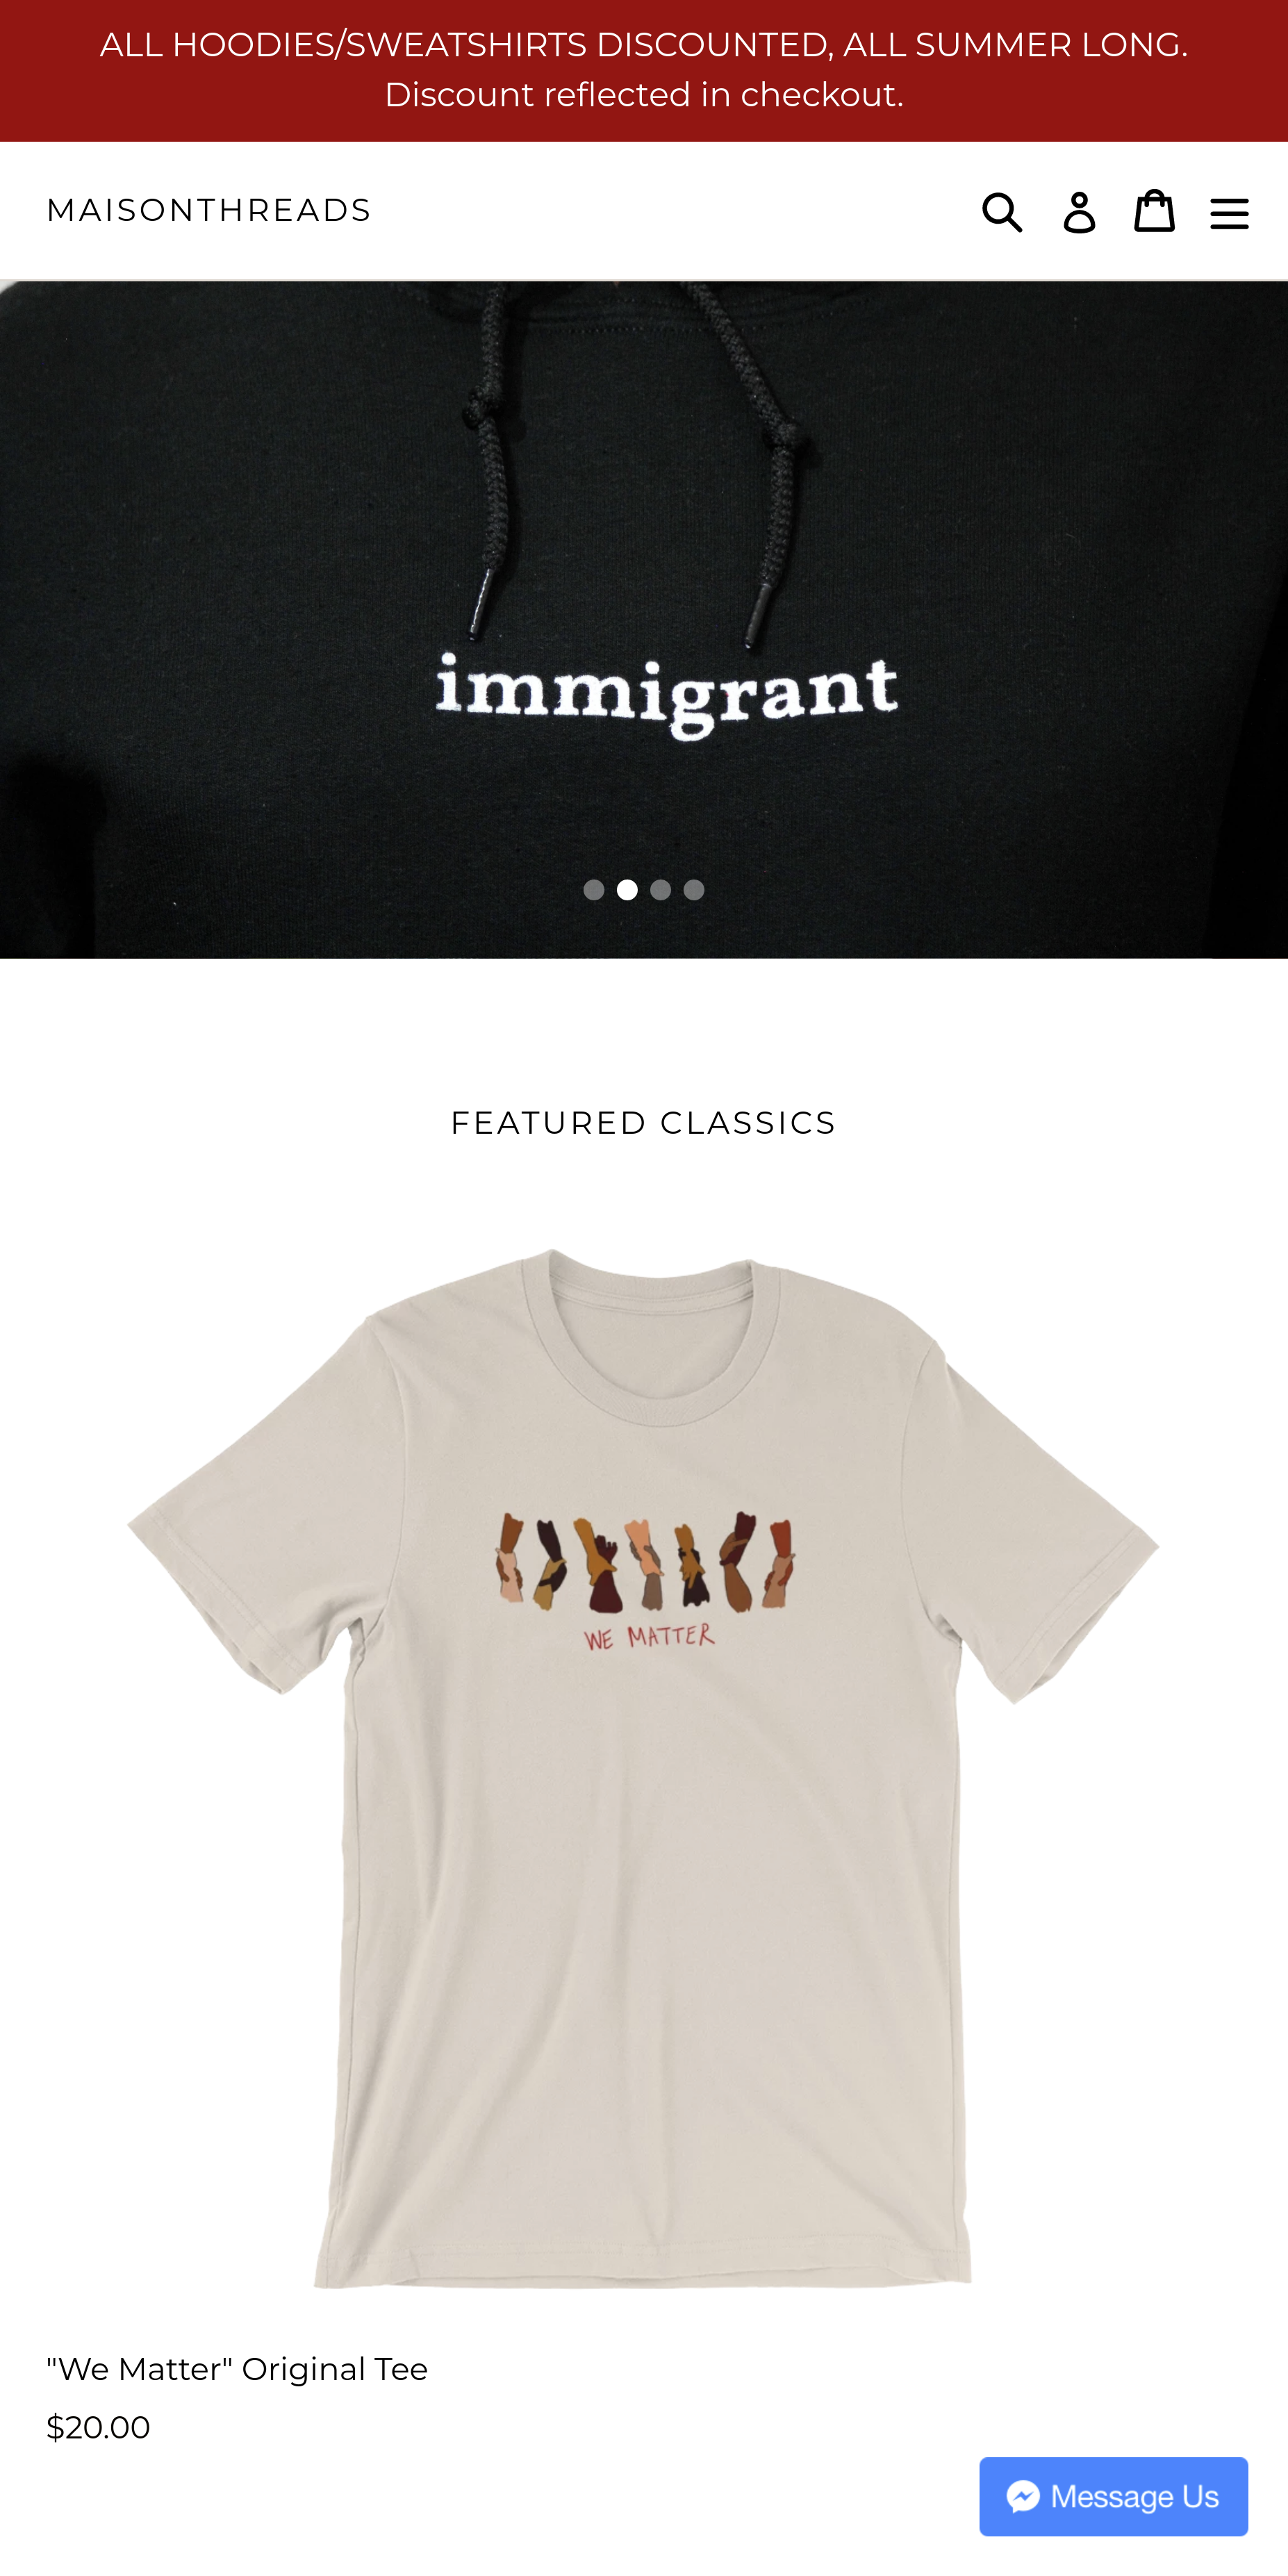 ALL HOODIES/SWEATSHIRTS DISCOUNTED, ALL SUMMER LONG.
Discount reflected in checkout.
MAISONTHREADS
immigrant
FEATURED CLASSICS
WE MATTER
"We Matter" Original Tee
$20.00
Message Us